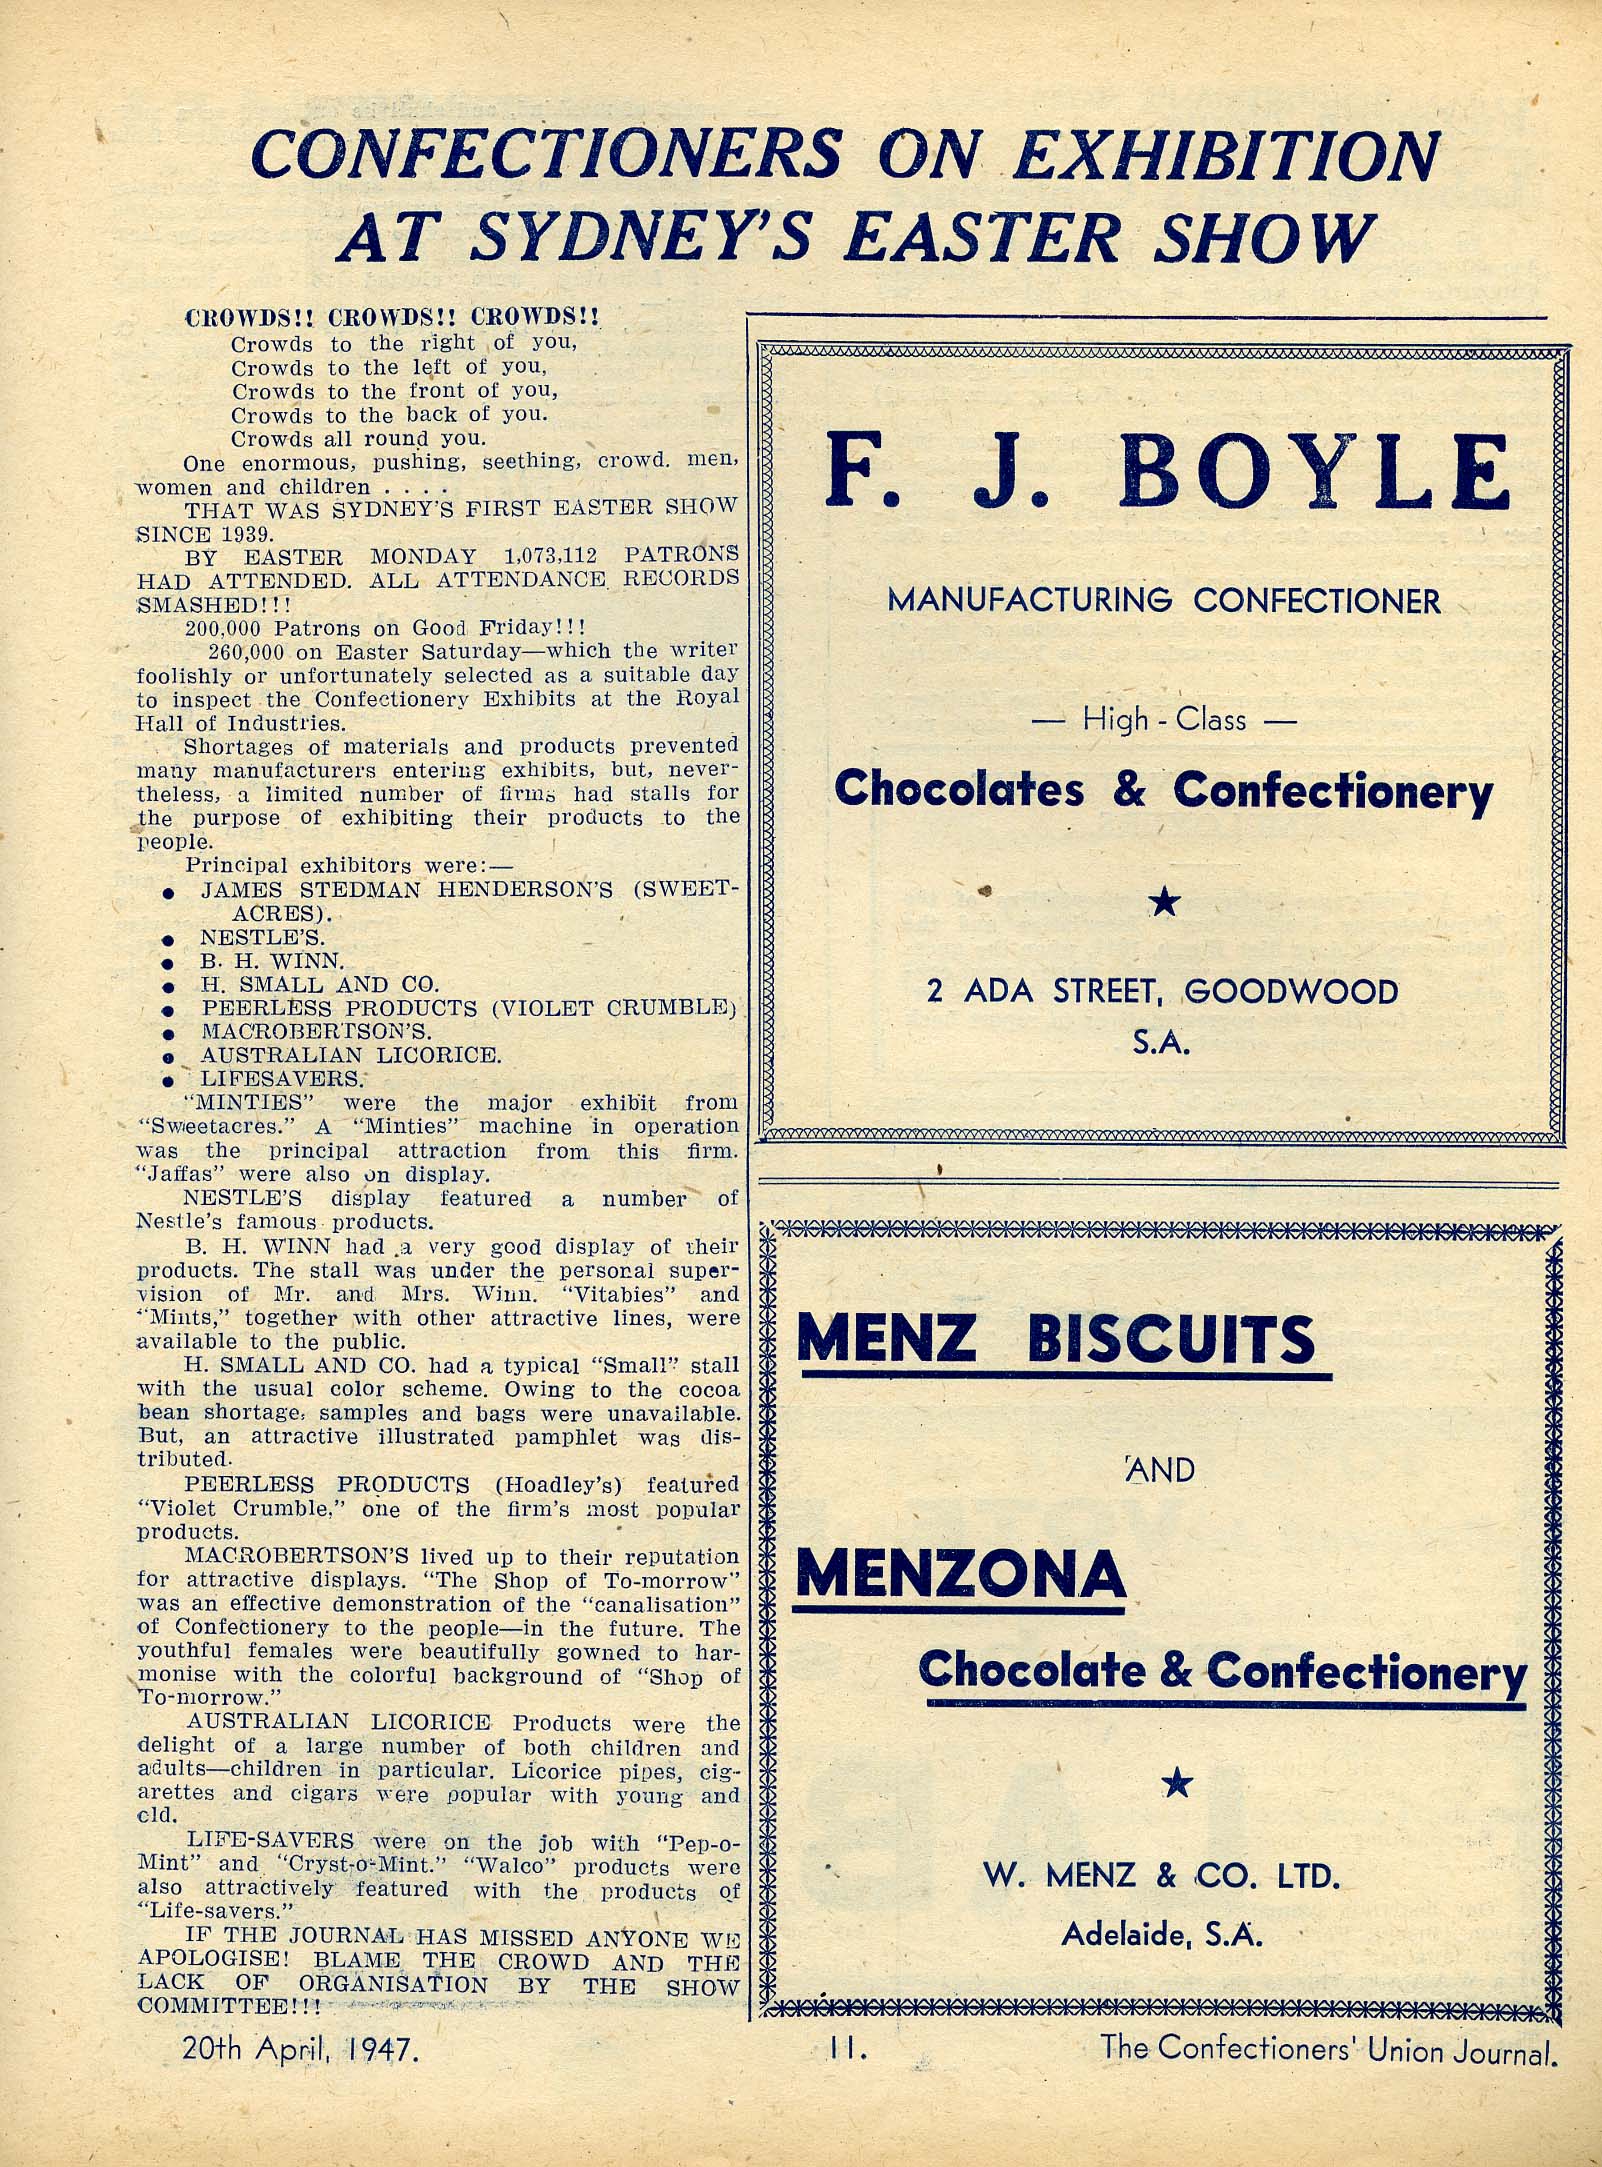 CONFECTIONERS ON EXHIBITION
AT SYDNEY'S EASTER SHOW
CROWDS!! CROWDS!! CROWDS!!
Crowds to the right of you,
Crowds to the left of you,
Crowds to the front of you,
Crowds to the back of you.
Crowds all round you.
One enormous, pushing, seething, crowd. men,
women and children . . . .
THAT WAS SYDNEY'S FIRST EASTER SHOW
SINCE 1939.
BY EASTER MONDAY 1,073,112 PATRONS
HAD ATTENDED. ALL ATTENDANCE RECORDS
SMASHED!!!
200,000 Patrons on Good Friday!!!
260,000 on Easter Saturday—which the writer
foolishly or unfortunately selected as a suitable day
to inspect the Confectionery Exhibits at the Royal
Hall of Industries.
Shortages of materials and products prevented
many manufacturers entering exhibits, but, never-
theless, a limited number of firms had stalls for
the purpose of exhibiting their products to the
people.
Principal exhibitors were:—
● JAMES STEDMAN HENDERSON'S (SWEET-
ACRES).
● NESTLE'S.
● B. H. WINN.
● H. SMALL AND CO.
● PEERLESS PRODUCTS (VIOLET CRUMBLE)
● MACROBERTSON'S.
● AUSTRALIAN LICORICE.
● LIFESAVERS.
"MINTIES" were the major exhibit from
"Sweetacres." A "Minties" machine in operation
was the principal attraction from this firm.
"Jaffas" were also on display.
NESTLE'S display featured a number of
Nestle's famous products.
B. H. WINN had a very good display of their
products. The stall was under the personal super-
vision of Mr. and Mrs. Winn. "Vitabies" and
"Mints," together with other attractive lines, were
available to the public.
H. SMALL AND CO. had a typical "Small" stall
with the usual color scheme. Owing to the cocoa
bean shortage, samples and bags were unavailable.
But, an attractive illustrated pamphlet was dis-
tributed.
PEERLESS PRODUCTS (Hoadley's) featured
"Violet Crumble," one of the firm's most popular
products.
MACROBERTSON'S lived up to their reputation
for attractive displays. "The Shop of To-morrow"
was an effective demonstration of the "canalisation"
of Confectionery to the people—in the future. The
youthful females were beautifully gowned to har-
monise with the colorful background of "Shop of
To-morrow."
AUSTRALIAN LICORICE Products were the
delight of a large number of both children and
adults—children in particular. Licorice pipes, cig-
arettes and cigars were popular with young and
old.
LIFE-SAVERS were on the job with "Pep-o-
Mint" and "Cryst-o-Mint." "Walco" products were
also attractively featured with the products of
"Life-savers."
IF THE JOURNAL HAS MISSED ANYONE WE
APOLOGISE! BLAME THE CROWD AND THE
LACK OF ORGANISATION BY THE SHOW
COMMITTEE!!!
F. J. BOYLE
MANUFACTURING CONFECTIONER
— High - Class —
Chocolates & Confectionery
★
2 ADA STREET, GOODWOOD
S.A.
MENZ BISCUITS
AND
MENZONA
Chocolate & Confectionery
★
W. MENZ & CO. LTD.
Adelaide, S.A.
20th April, 1947.
11.
The Confectioners' Union Journal.